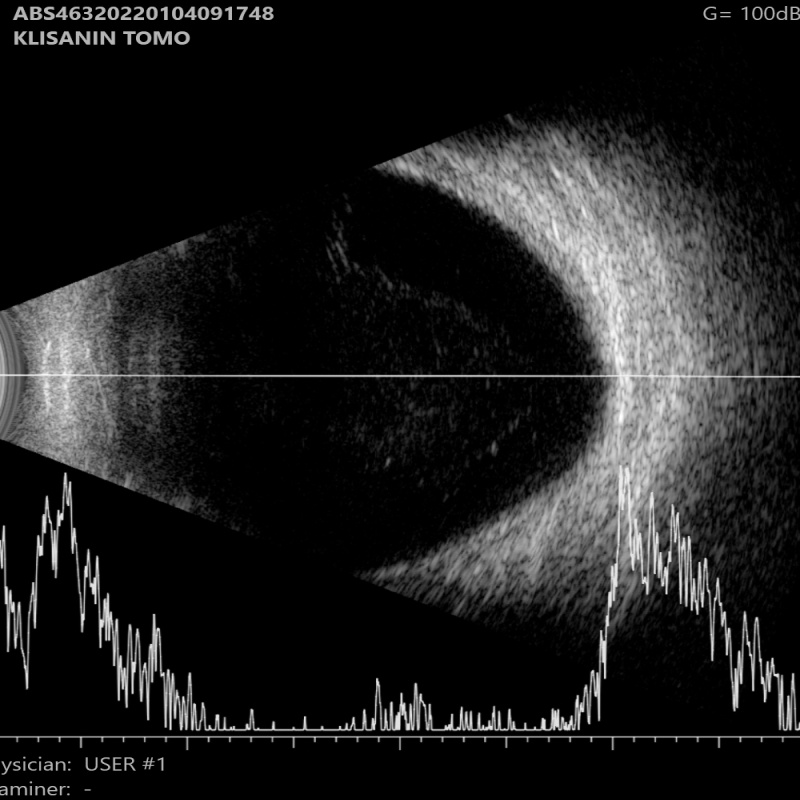 ABS46320220104091748
G= 100dB
KLISANIN TOMO
ysician: USER #1
aminer: -